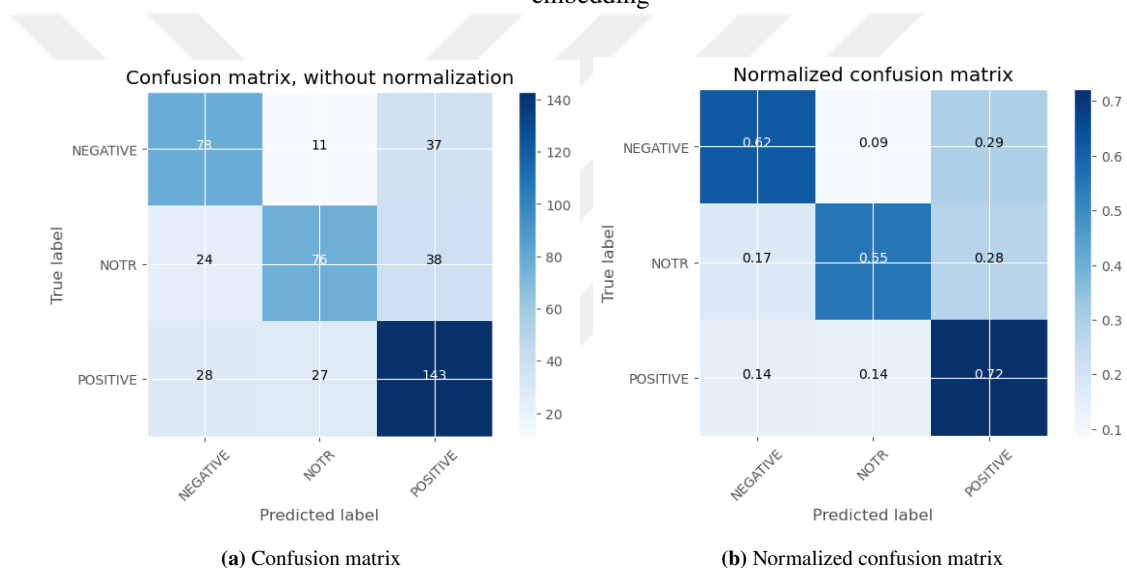 embedding
Confusion matrix, without normalization
NEGATIVE
NOTR
POSITIVE
True label
78 11 37
24 76 38
28 27 143
NEGATIVE
NOTR
POSITIVE
Predicted label
140
120
100
80
60
40
20
(a) Confusion matrix
Normalized confusion matrix
NEGATIVE
NOTR
POSITIVE
True label
0.62 0.09 0.29
0.17 0.55 0.28
0.14 0.14 0.72
NEGATIVE
NOTR
POSITIVE
Predicted label
0.7
0.6
0.5
0.4
0.3
0.2
0.1
(b) Normalized confusion matrix